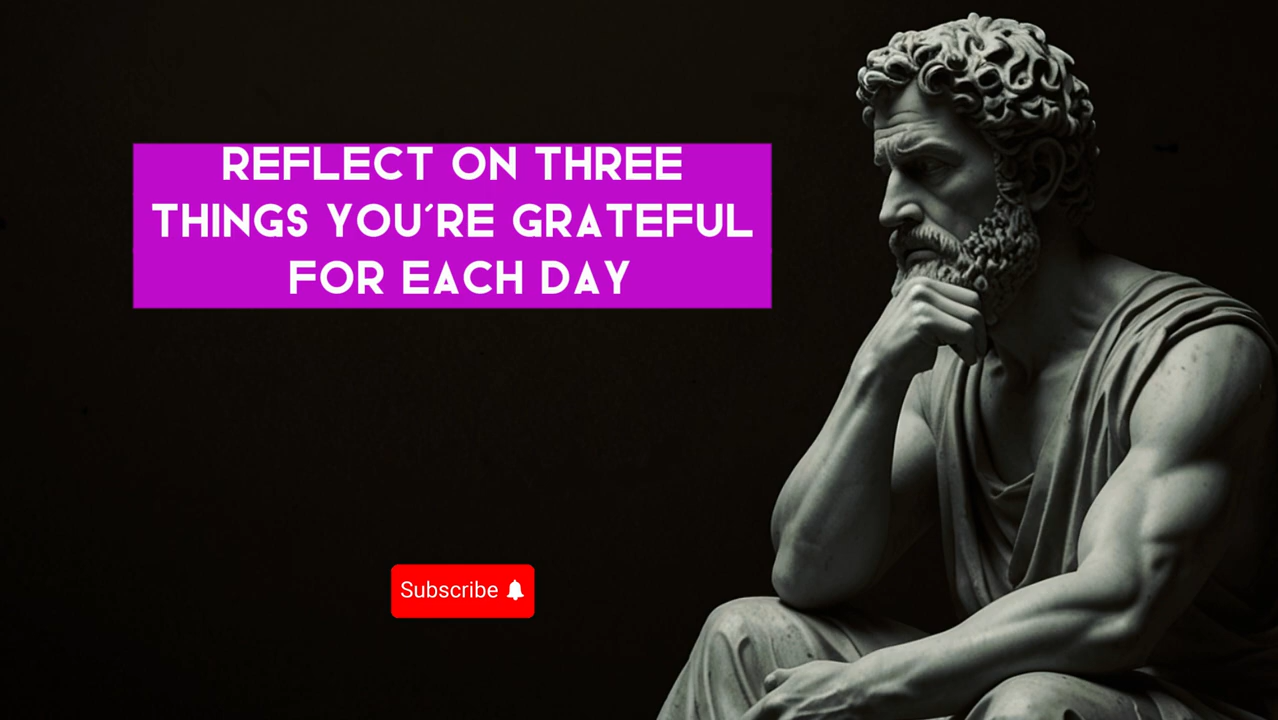 REFLECT ON THREE
THINGS YOU'RE GRATEFUL
FOR EACH DAY
Subscribe